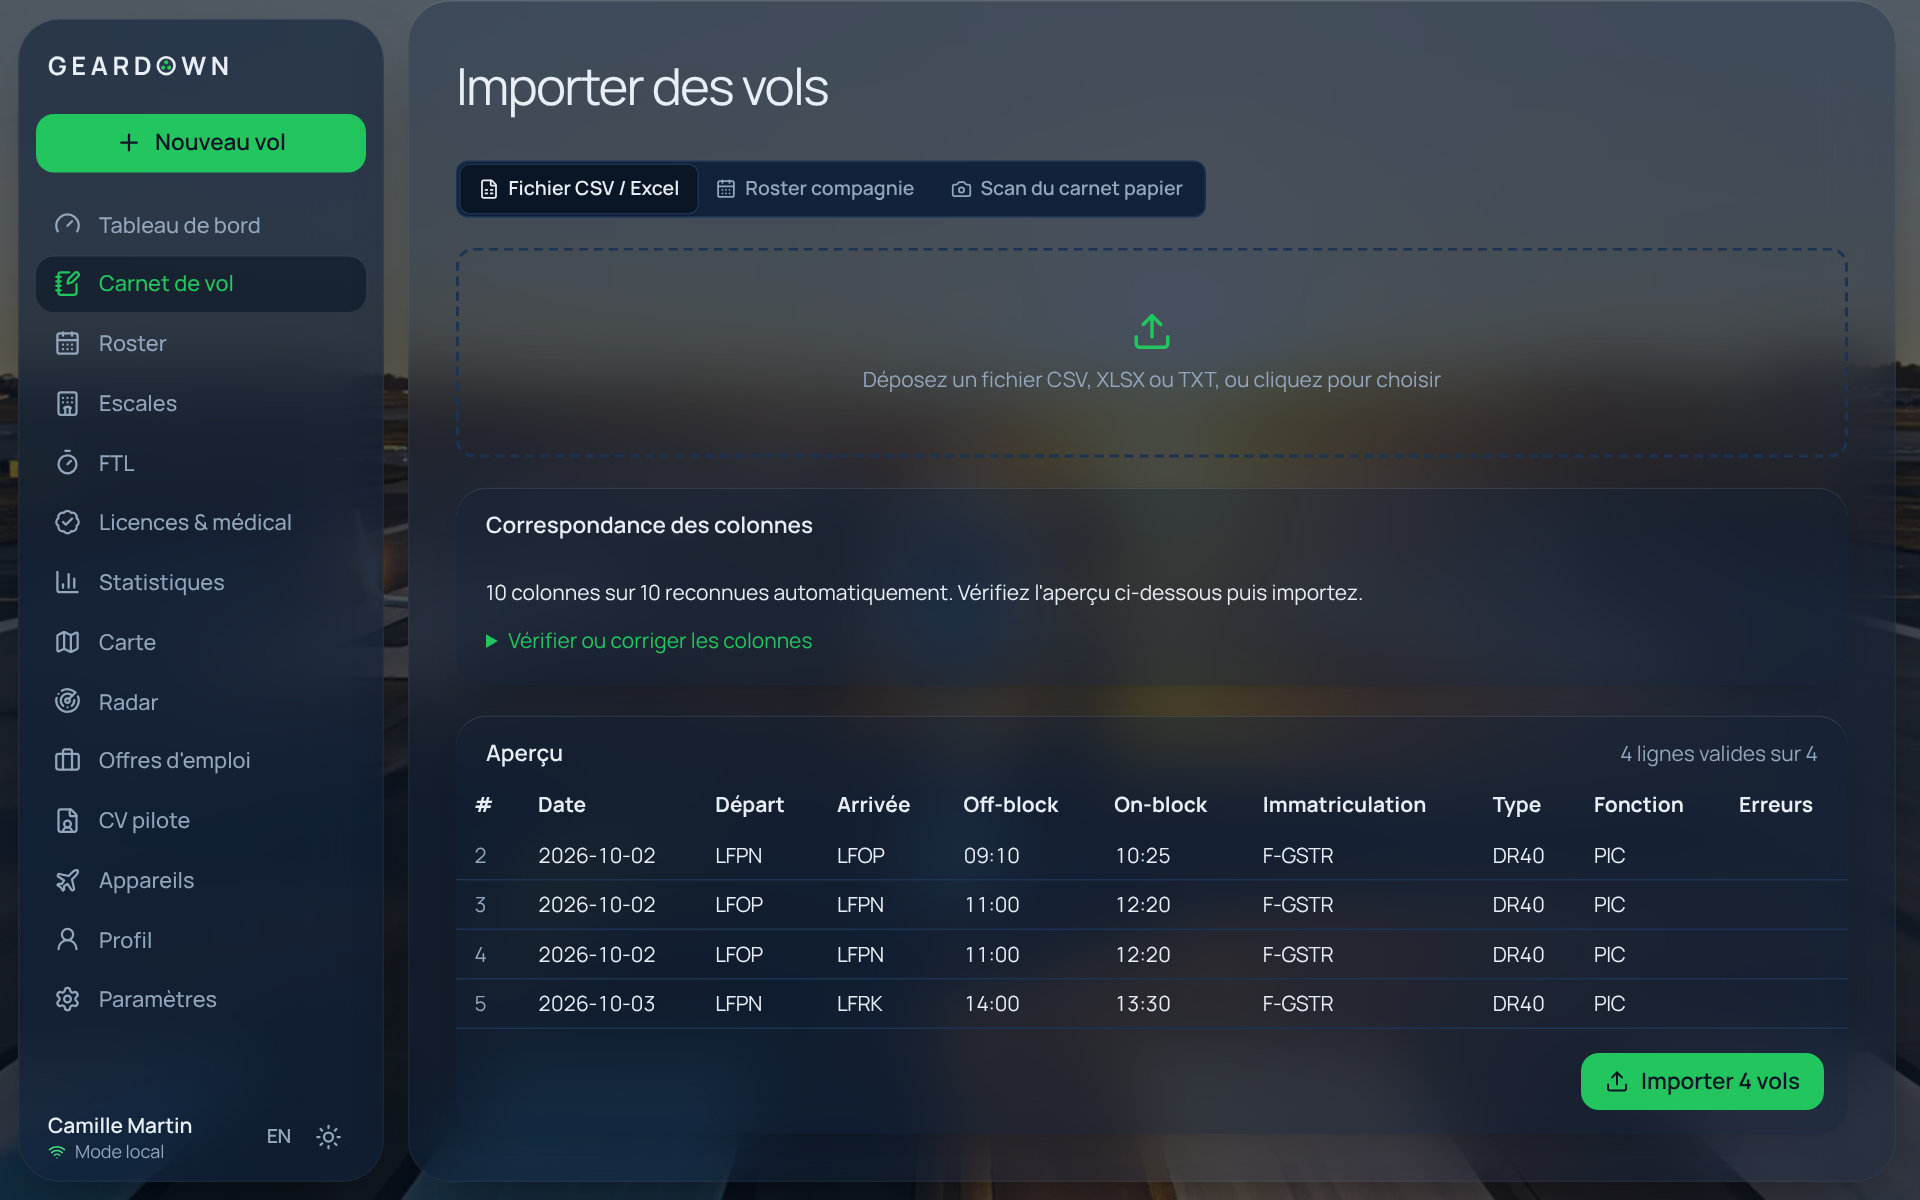 GEARDOWN
Nouveau vol
Tableau de bord
Carnet de vol
Roster
Escales
FTL
Licences & médical
Statistiques
Carte
Radar
Offres d'emploi
CV pilote
Appareils
Profil
Paramètres
Camille Martin
Mode local
EN
Importer des vols
Fichier CSV / Excel Roster compagnie Scan du carnet papier
Déposez un fichier CSV, XLSX ou TXT, ou cliquez pour choisir
Correspondance des colonnes
10 colonnes sur 10 reconnues automatiquement. Vérifiez l'aperçu ci-dessous puis importez.
Vérifier ou corriger les colonnes
Aperçu 4 lignes valides sur 4
# Date Départ Arrivée Off-block On-block Immatriculation Type Fonction Erreurs
2 2026-10-02 LFPN LFOP 09:10 10:25 F-GSTR DR40 PIC
3 2026-10-02 LFOP LFPN 11:00 12:20 F-GSTR DR40 PIC
4 2026-10-02 LFOP LFPN 11:00 12:20 F-GSTR DR40 PIC
5 2026-10-03 LFPN LFRK 14:00 13:30 F-GSTR DR40 PIC
Importer 4 vols